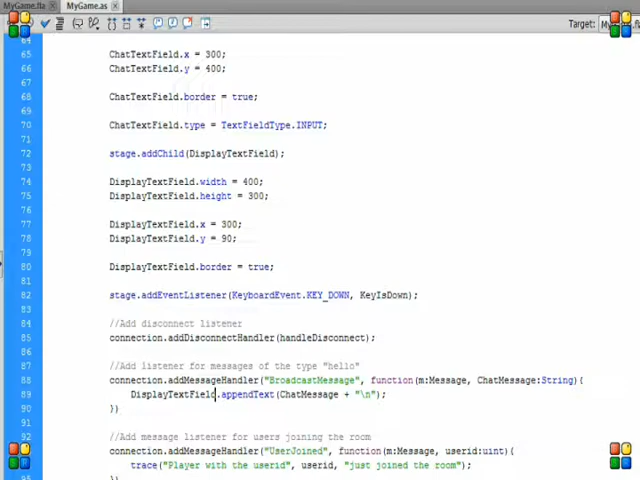 MyGame.fla × MyGame.as ×
Target:
64
65 ChatTextField.x = 300;
66 ChatTextField.y = 400;
67
68 ChatTextField.border = true;
69
70 ChatTextField.type = TextFieldType.INPUT;
71
72 stage.addChild(DisplayTextField);
73
74 DisplayTextField.width = 400;
75 DisplayTextField.height = 300;
76
77 DisplayTextField.x = 300;
78 DisplayTextField.y = 90;
79
80 DisplayTextField.border = true;
81
82 stage.addEventListener(KeyboardEvent.KEY_DOWN, KeyIsDown);
83
84 //Add disconnect listener
85 connection.addDisconnectHandler(handleDisconnect);
86
87 //Add listener for messages of the type "hello"
88 connection.addMessageHandler("BroadcastMessage", function(m:Message, ChatMessage:String){
89 DisplayTextField.appendText(ChatMessage + "\n");
90 })
91
92 //Add message listener for users joining the room
connection.addMessageHandler("UserJoined", function(m:Message, userid:uint){
trace("Player with the userid", userid, "just joined the room");
95 })